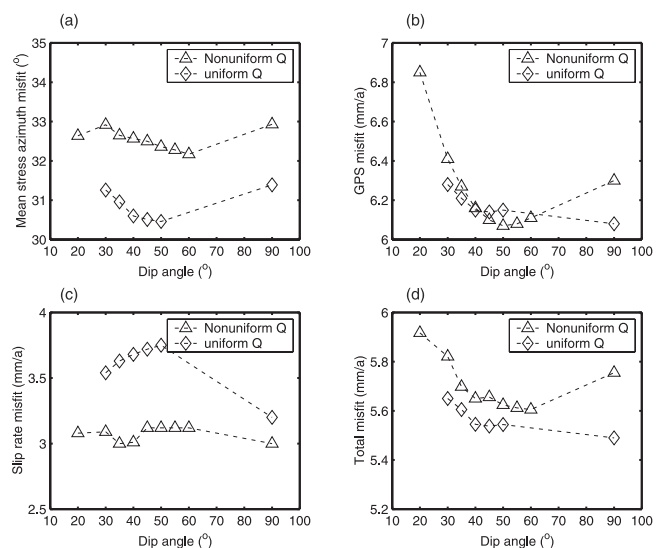 (a)
Mean stress azimuth misfit (°)
35
34
33
32
31
30
10 20 30 40 50 60 70 80 90 100
Dip angle (°)
Nonuniform Q
uniform Q
(b)
GPS misfit (mm/a)
7
6.8
6.6
6.4
6.2
6
10 20 30 40 50 60 70 80 90 100
Dip angle (°)
Nonuniform Q
uniform Q
(c)
Slip rate misfit (mm/a)
4
3.5
3
2.5
10 20 30 40 50 60 70 80 90 100
Dip angle (°)
Nonuniform Q
uniform Q
(d)
Total misfit (mm/a)
6
5.8
5.6
5.4
5.2
10 20 30 40 50 60 70 80 90 100
Dip angle (°)
Nonuniform Q
uniform Q